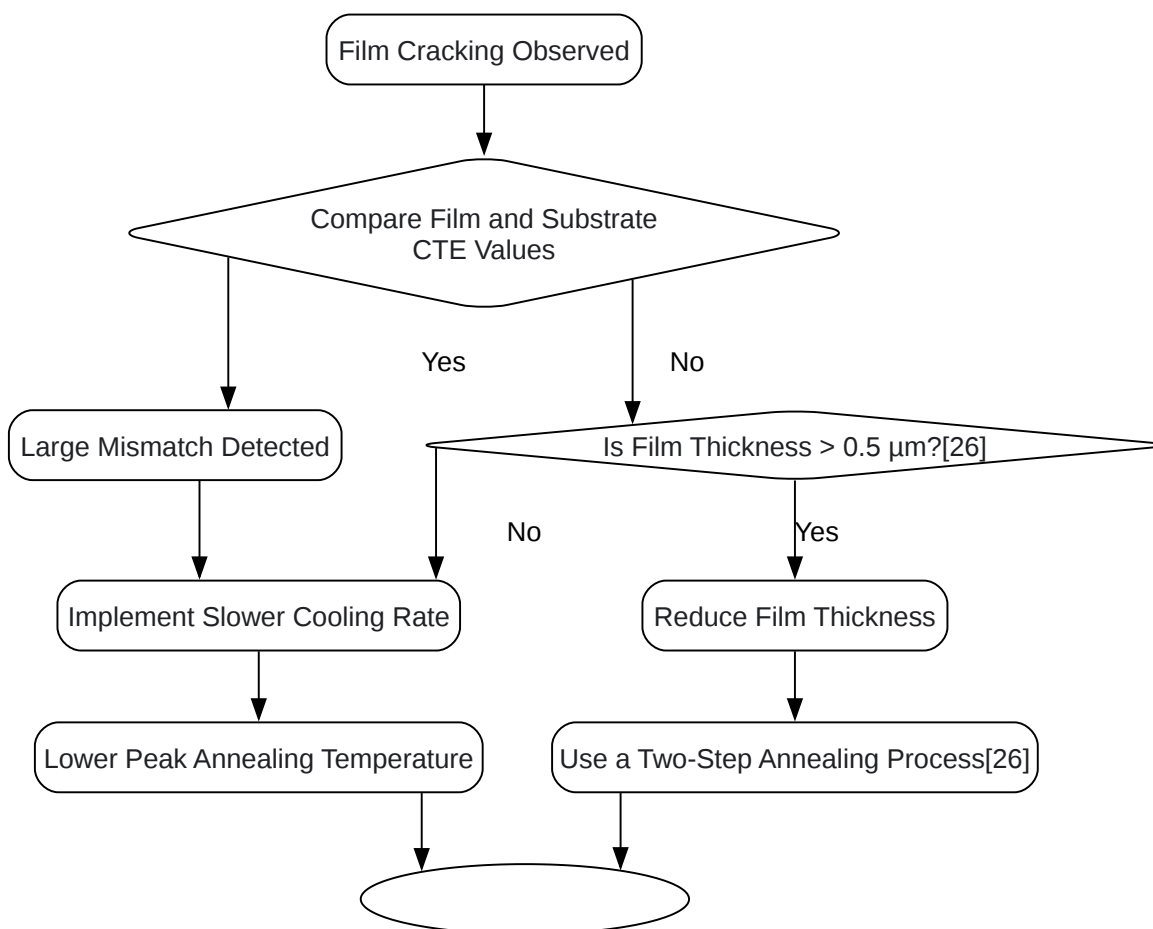 Film Cracking Observed
Compare Film and Substrate
CTE Values
Yes
No
Large Mismatch Detected
Is Film Thickness > 0.5 µm?[26]
No
Yes
Implement Slower Cooling Rate
Reduce Film Thickness
Lower Peak Annealing Temperature
Use a Two-Step Annealing Process[26]